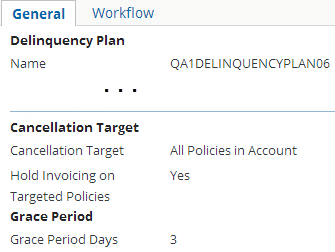 General Workflow
Delinquency Plan
Name QA1DELINQUENCYPLAN06
. . .
Cancellation Target
Cancellation Target All Policies in Account
Hold Invoicing on Yes
Targeted Policies
Grace Period
Grace Period Days 3